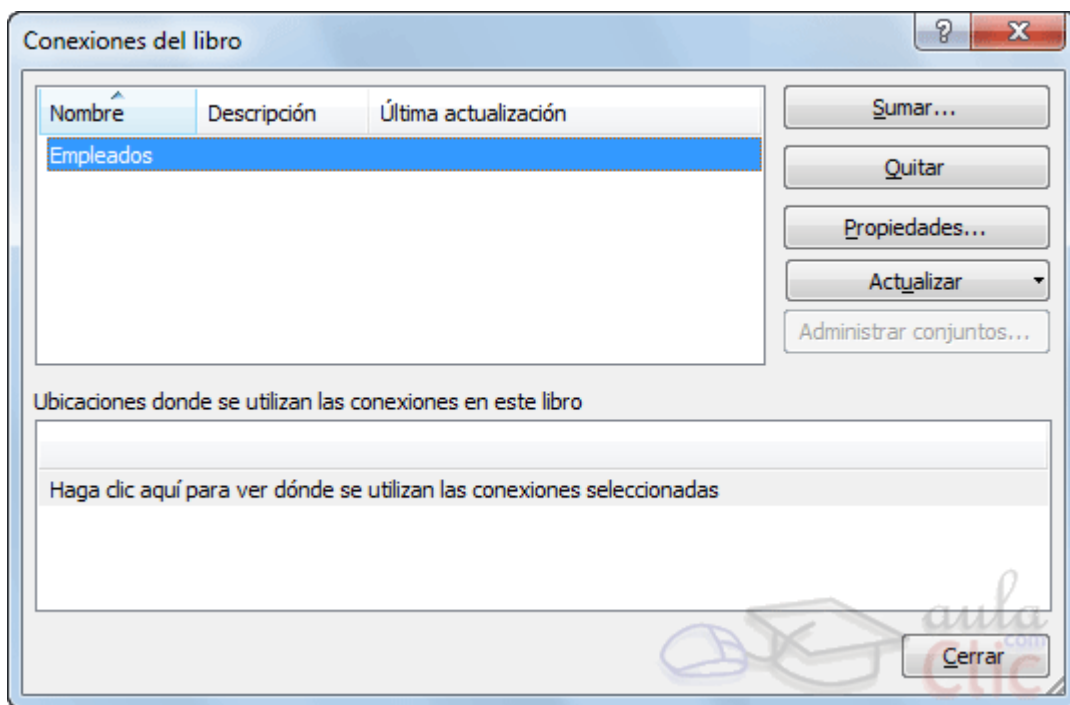 Conexiones del libro
Nombre Descripción Última actualización
Empleados
Sumar...
Quitar
Propiedades...
Actualizar
Administrar conjuntos...
Ubicaciones donde se utilizan las conexiones en este libro
Haga clic aquí para ver dónde se utilizan las conexiones seleccionadas
aula
.com
Clic
Cerrar